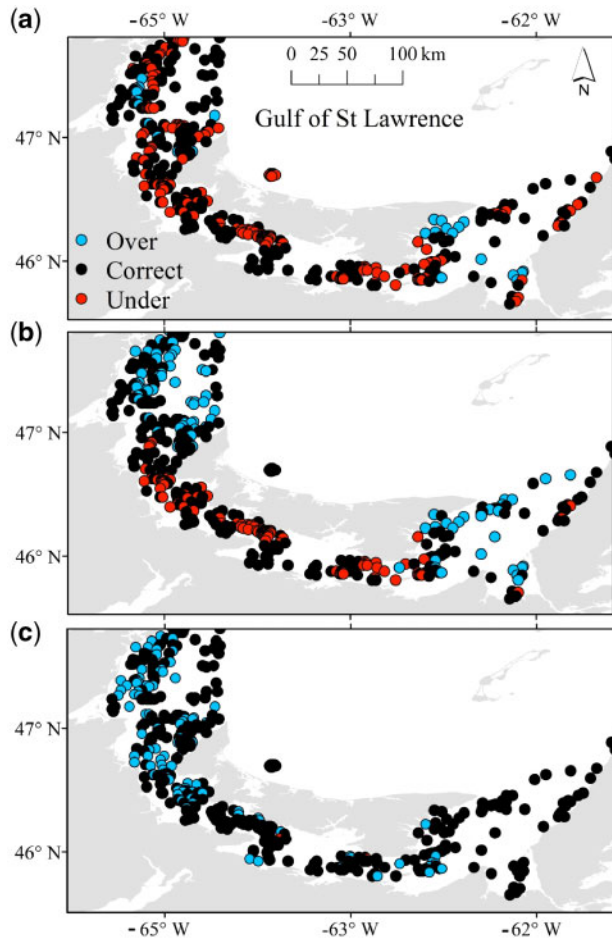 (a)
-65° W -63° W -62° W
0 25 50 100 km
N
Gulf of St Lawrence
47° N
Over
Correct
46° N
Under
(b)
47° N
46° N
(c)
47° N
46° N
-65° W -63° W -62° W